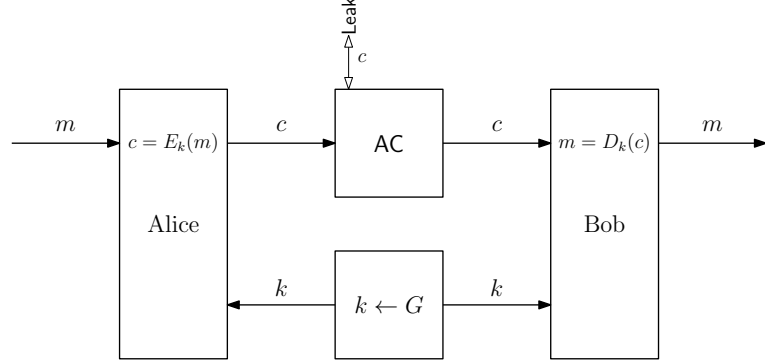 Leak
c
m
c = E_k(m)
c
AC
c
m = D_k(c)
m
Alice
Bob
k
k ← G
k